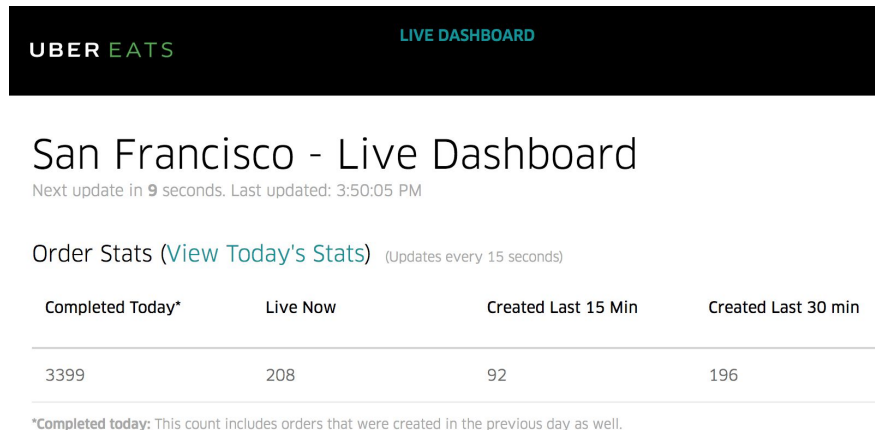 LIVE DASHBOARD
UBER EATS
San Francisco - Live Dashboard
Next update in 9 seconds. Last updated: 3:50:05 PM
Order Stats (View Today's Stats) (Updates every 15 seconds)
Completed Today* Live Now Created Last 15 Min Created Last 30 min
3399 208 92 196
*Completed today: This count includes orders that were created in the previous day as well.